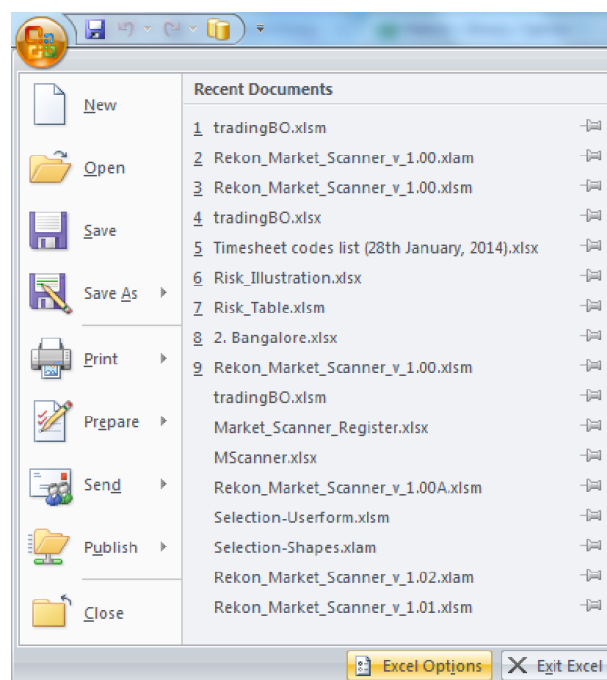 New
Open
Save
Save As
Print
Prepare
Send
Publish
Close
Recent Documents
1 tradingBO.xlsm
2 Rekon_Market_Scanner_v_1.00.xlam
3 Rekon_Market_Scanner_v_1.00.xlsm
4 tradingBO.xlsx
5 Timesheet codes list (28th January, 2014).xlsx
6 Risk_Illustration.xlsx
7 Risk_Table.xlsm
8 2. Bangalore.xlsx
9 Rekon_Market_Scanner_v_1.00.xlsm
tradingBO.xlsm
Market_Scanner_Register.xlsx
MScanner.xlsx
Rekon_Market_Scanner_v_1.00A.xlsm
Selection-Userform.xlsm
Selection-Shapes.xlam
Rekon_Market_Scanner_v_1.02.xlam
Rekon_Market_Scanner_v_1.01.xlsm
Excel Options
Exit Excel